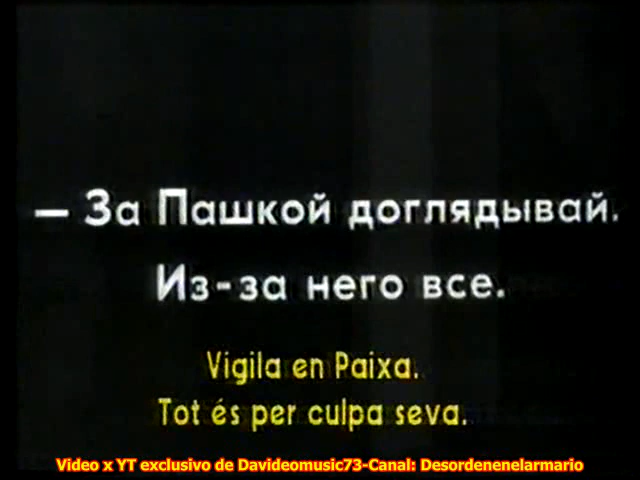 — За Пашкой доглядывай.
Из-за него все.
Vigila en Paixa.
Tot és per culpa seva.
Video x YT exclusivo de Davideomusic73-Canal: Desordenenelarmario